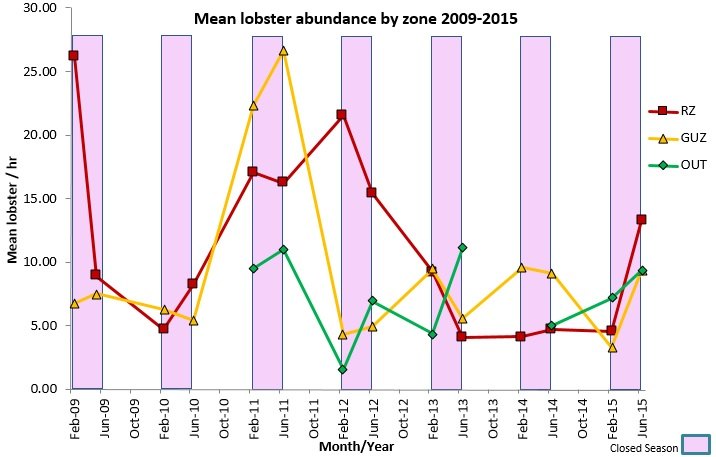 Mean lobster abundance by zone 2009-2015
30.00
25.00
20.00
15.00
10.00
5.00
0.00
Mean lobster / hr
Feb-09
Jun-09
Oct-09
Feb-10
Jun-10
Oct-10
Feb-11
Jun-11
Oct-11
Feb-12
Jun-12
Oct-12
Feb-13
Jun-13
Oct-13
Feb-14
Jun-14
Oct-14
Feb-15
Jun-15
Month/Year
RZ
GUZ
OUT
Closed Season